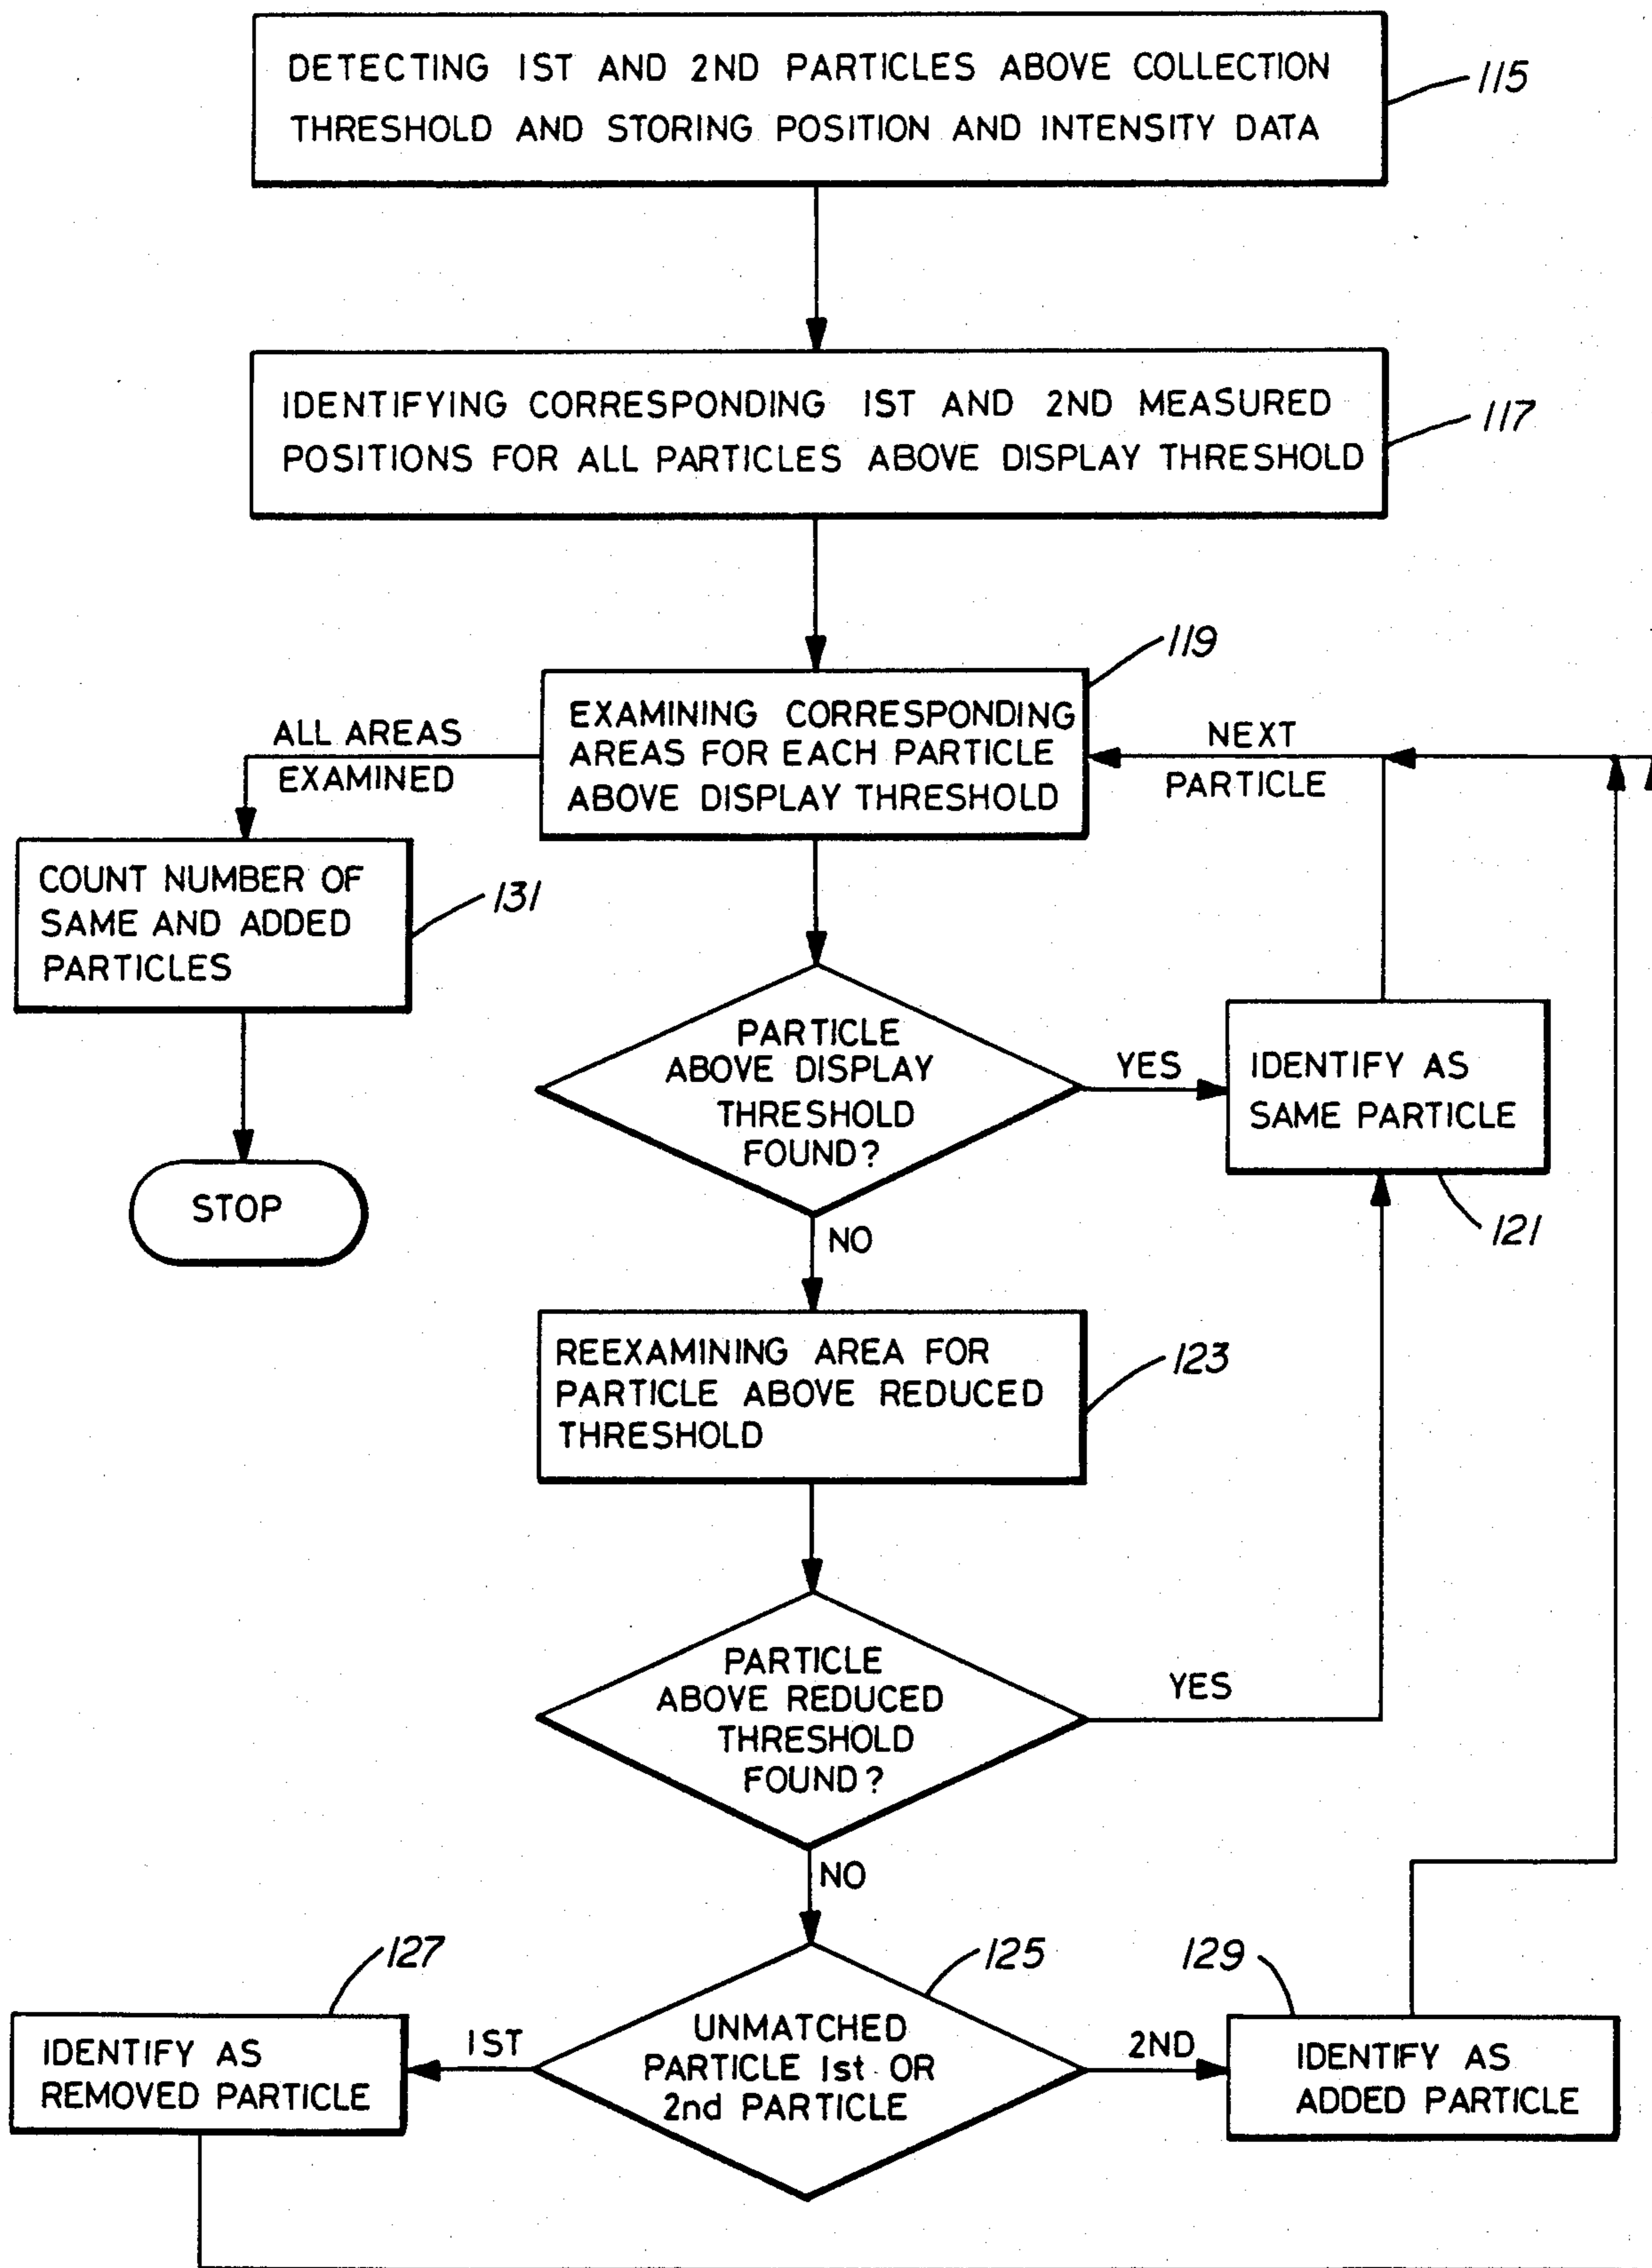 DETECTING 1ST AND 2ND PARTICLES ABOVE COLLECTION
THRESHOLD AND STORING POSITION AND INTENSITY DATA
115
IDENTIFYING CORRESPONDING 1ST AND 2ND MEASURED
POSITIONS FOR ALL PARTICLES ABOVE DISPLAY THRESHOLD
117
119
EXAMINING CORRESPONDING
AREAS FOR EACH PARTICLE
ABOVE DISPLAY THRESHOLD
ALL AREAS
EXAMINED
NEXT
PARTICLE
COUNT NUMBER OF
SAME AND ADDED
PARTICLES
131
STOP
PARTICLE
ABOVE DISPLAY
THRESHOLD
FOUND?
YES
IDENTIFY AS
SAME PARTICLE
121
NO
REEXAMINING AREA FOR
PARTICLE ABOVE REDUCED
THRESHOLD
123
PARTICLE
ABOVE REDUCED
THRESHOLD
FOUND?
YES
NO
127
125
129
IDENTIFY AS
REMOVED PARTICLE
1ST
UNMATCHED
PARTICLE 1st OR
2nd PARTICLE
2ND
IDENTIFY AS
ADDED PARTICLE